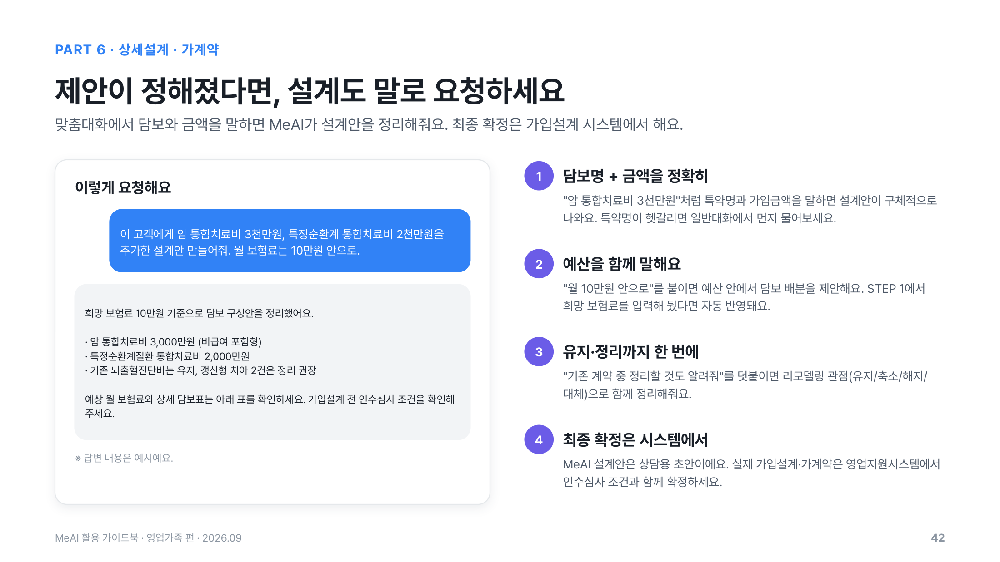 PART 6 · 상세설계 · 가계약
제안이 정해졌다면, 설계도 말로 요청하세요
맞춤대화에서 담보와 금액을 말하면 MeAI가 설계안을 정리해줘요. 최종 확정은 가입설계 시스템에서 해요.
이렇게 요청해요
이 고객에게 암 통합치료비 3천만원, 특정순환계 통합치료비 2천만원을
추가한 설계안 만들어줘. 월 보험료는 10만원 안으로.
희망 보험료 10만원 기준으로 담보 구성안을 정리했어요.
· 암 통합치료비 3,000만원 (비급여 포함형)
· 특정순환계질환 통합치료비 2,000만원
· 기존 뇌출혈진단비는 유지, 갱신형 치아 2건은 정리 권장
예상 월 보험료와 상세 담보표는 아래 표를 확인하세요. 가입설계 전 인수심사 조건을 확인해
주세요.
※ 답변 내용은 예시예요.
1
담보명 + 금액을 정확히
"암 통합치료비 3천만원"처럼 특약명과 가입금액을 말하면 설계안이 구체적으로
나와요. 특약명이 헷갈리면 일반대화에서 먼저 물어보세요.
2
예산을 함께 말해요
"월 10만원 안으로"를 붙이면 예산 안에서 담보 배분을 제안해요. STEP 1에서
희망 보험료를 입력해 뒀다면 자동 반영돼요.
3
유지·정리까지 한 번에
"기존 계약 중 정리할 것도 알려줘"를 덧붙이면 리모델링 관점(유지/축소/해지/
대체)으로 함께 정리해줘요.
4
최종 확정은 시스템에서
MeAI 설계안은 상담용 초안이에요. 실제 가입설계·가계약은 영업지원시스템에서
인수심사 조건과 함께 확정하세요.
MeAI 활용 가이드북 · 영업가족 편 · 2026.09
42